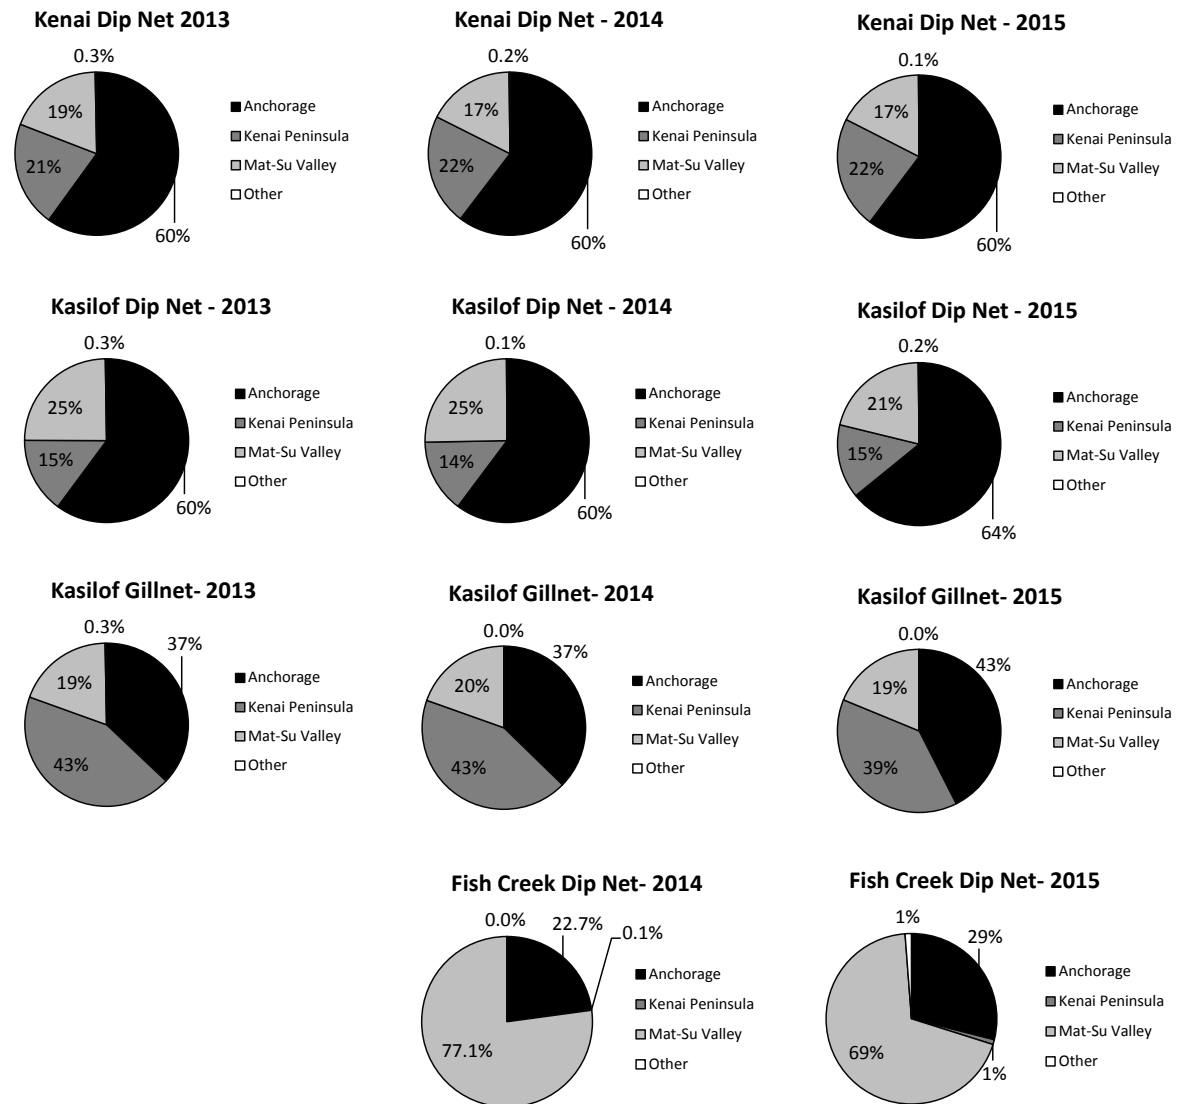 Kenai Dip Net 2013
0.3%
19%
21%
60%
Anchorage
Kenai Peninsula
Mat-Su Valley
Other
Kenai Dip Net - 2014
0.2%
17%
22%
60%
Anchorage
Kenai Peninsula
Mat-Su Valley
Other
Kenai Dip Net - 2015
0.1%
17%
22%
60%
Anchorage
Kenai Peninsula
Mat-Su Valley
Other
Kasilof Dip Net - 2013
0.3%
25%
15%
60%
Anchorage
Kenai Peninsula
Mat-Su Valley
Other
Kasilof Dip Net - 2014
0.1%
25%
14%
60%
Anchorage
Kenai Peninsula
Mat-Su Valley
Other
Kasilof Dip Net - 2015
0.2%
21%
15%
64%
Anchorage
Kenai Peninsula
Mat-Su Valley
Other
Kasilof Gillnet- 2013
0.3%
37%
19%
43%
Anchorage
Kenai Peninsula
Mat-Su Valley
Other
Kasilof Gillnet- 2014
0.0%
37%
20%
43%
Anchorage
Kenai Peninsula
Mat-Su Valley
Other
Kasilof Gillnet- 2015
0.0%
43%
19%
39%
Anchorage
Kenai Peninsula
Mat-Su Valley
Other
Fish Creek Dip Net- 2014
0.0%
22.7%
0.1%
77.1%
Anchorage
Kenai Peninsula
Mat-Su Valley
Other
Fish Creek Dip Net- 2015
1%
29%
69%
1%
Anchorage
Kenai Peninsula
Mat-Su Valley
Other